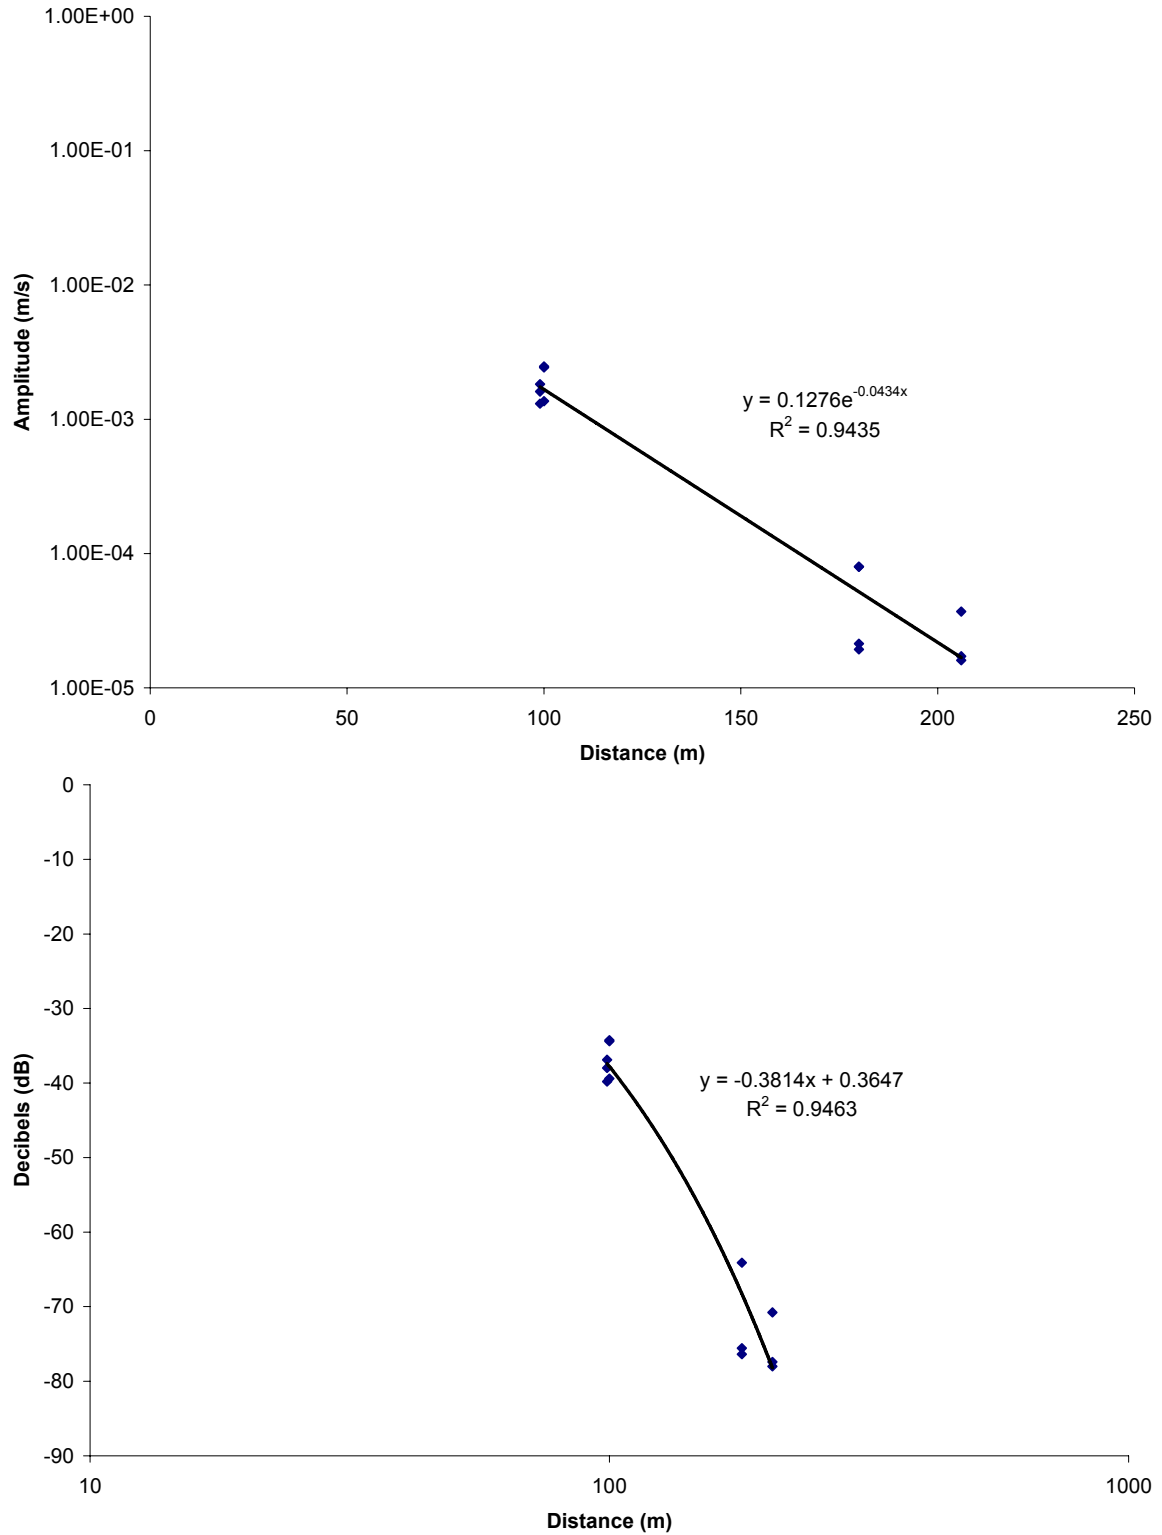 1.00E+00
1.00E-01
1.00E-02
1.00E-03
1.00E-04
1.00E-05
Amplitude (m/s)
y = 0.1276e^-0.0434x
R² = 0.9435
0 50 100 150 200 250
Distance (m)
0
-10
-20
-30
-40
-50
-60
-70
-80
-90
Decibels (dB)
y = -0.3814x + 0.3647
R² = 0.9463
10 100 1000
Distance (m)